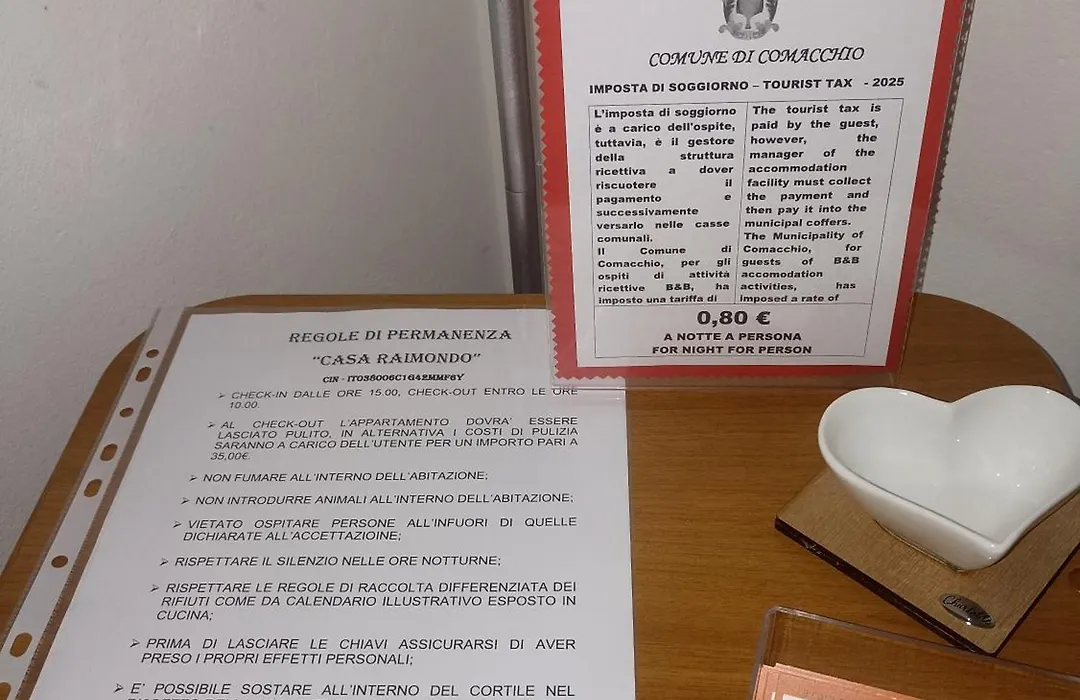 COMUNE DI COMACCHIO
IMPOSTA DI SOGGIORNO – TOURIST TAX - 2025
L'imposta di soggiorno
è a carico dell'ospite,
tuttavia, è il gestore
della struttura
ricettiva a dover
riscuotere il
pagamento e
successivamente
versarlo nelle casse
comunali.
Il Comune di
Comacchio, per gli
ospiti di attività
ricettive B&B, ha
imposto una tariffa di
The tourist tax is
paid by the guest,
however, the
manager of the
accommodation
facility must collect
the payment and
then pay it into the
municipal coffers.
The Municipality of
Comacchio, for
guests of B&B
accomodation
activities, has
imposed a rate of
0,80 €
A NOTTE A PERSONA
FOR NIGHT FOR PERSON
REGOLE DI PERMANENZA
"CASA RAIMONDO"
CIN - IT038006C1G42MMF6Y
➢ CHECK-IN DALLE ORE 15.00, CHECK-OUT ENTRO LE ORE
10.00.
➢ AL CHECK-OUT L'APPARTAMENTO DOVRA' ESSERE
LASCIATO PULITO, IN ALTERNATIVA I COSTI DI PULIZIA
SARANNO A CARICO DELL'UTENTE PER UN IMPORTO PARI A
35,00€.
➢ NON FUMARE ALL'INTERNO DELL'ABITAZIONE;
➢ NON INTRODURRE ANIMALI ALL'INTERNO DELL'ABITAZIONE;
➢ VIETATO OSPITARE PERSONE ALL'INFUORI DI QUELLE
DICHIARATE ALL'ACCETTAZIOINE;
➢ RISPETTARE IL SILENZIO NELLE ORE NOTTURNE;
➢ RISPETTARE LE REGOLE DI RACCOLTA DIFFERENZIATA DEI
RIFIUTI COME DA CALENDARIO ILLUSTRATIVO ESPOSTO IN
CUCINA;
➢ PRIMA DI LASCIARE LE CHIAVI ASSICURARSI DI AVER
PRESO I PROPRI EFFETTI PERSONALI;
➢ E' POSSIBILE SOSTARE ALL'INTERNO DEL CORTILE NEL